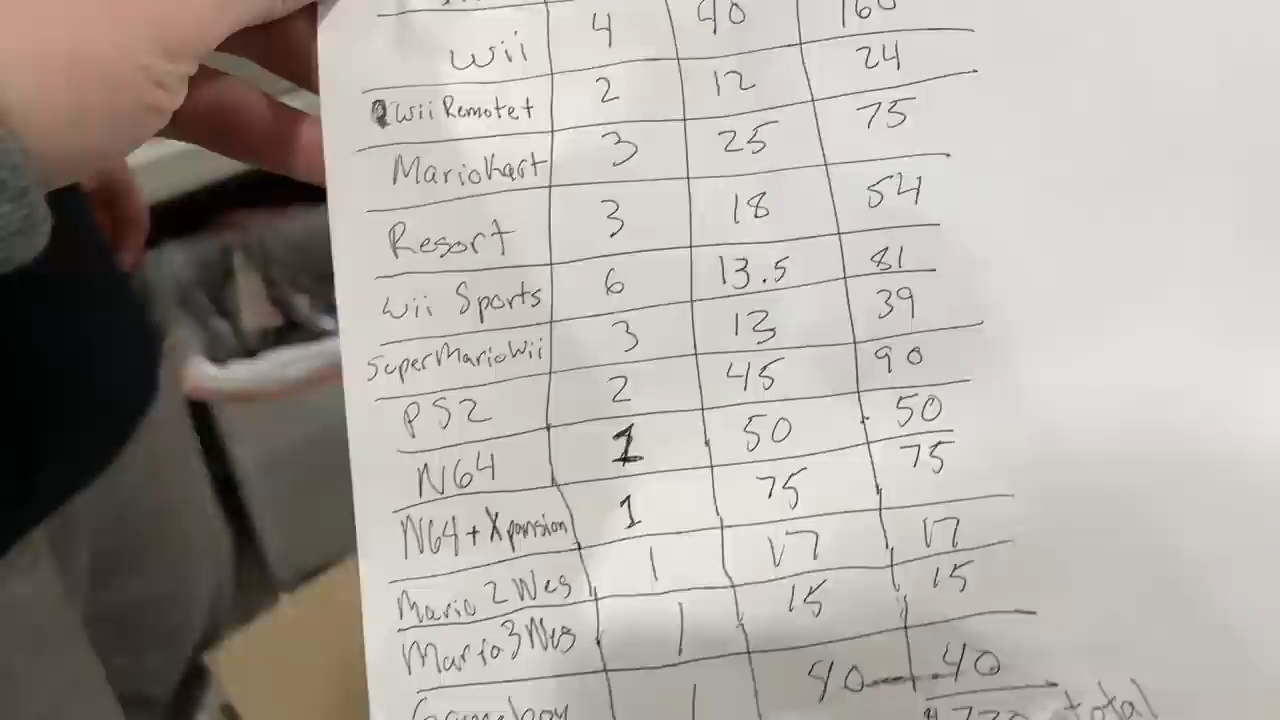 Wii 4 40 160
Wii Remote+ 2 12 24
MarioKart 3 25 75
Resort 3 18 54
Wii Sports 6 13.5 81
SuperMarioWii 3 13 39
PS2 2 45 90
N64 1 50 50
N64+Xpansion 1 75 75
Mario 2 Nes 1 17 17
Mario 3 Nes 1 15 15
Gameboy 1 40 40
total